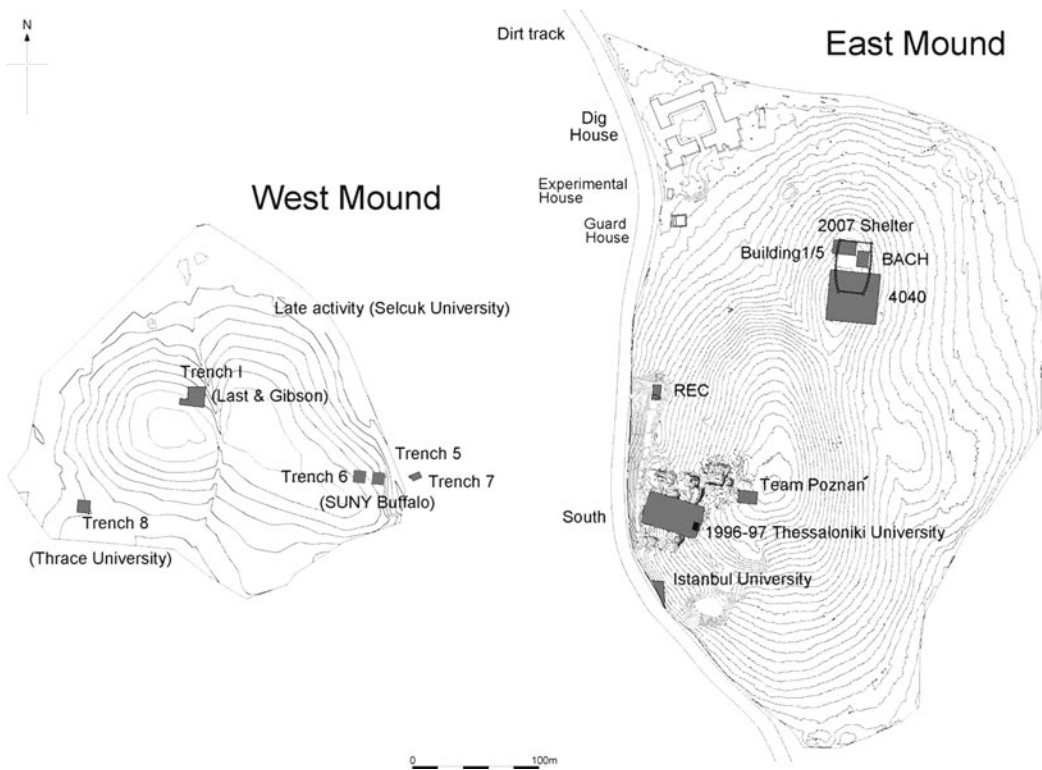 N
Dirt track
East Mound
Dig
House
West Mound
Experimental
House
Guard
House
2007 Shelter
Building1/5
BACH
4040
Late activity (Selcuk University)
Trench I
(Last & Gibson)
REC
Trench 5
Trench 6
Trench 7
(SUNY Buffalo)
Team Poznań
Trench 8
South
1996-97 Thessaloniki University
(Thrace University)
Istanbul University
0
100m